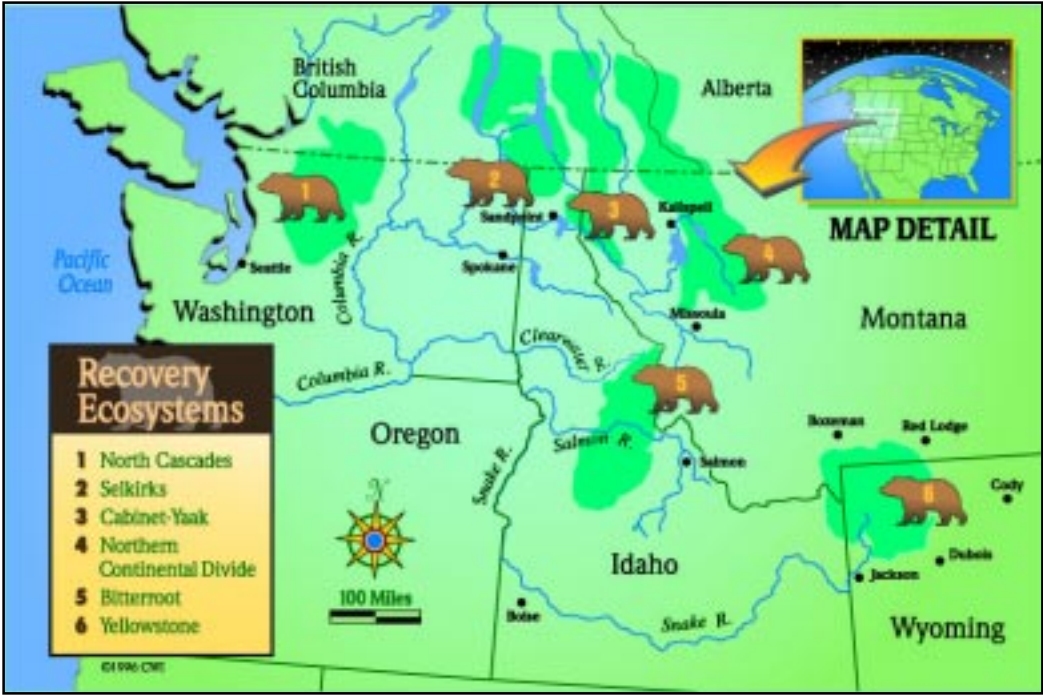 British
Columbia
Alberta
1
2
3
4
5
6
Sandpoint
Kalispell
MAP DETAIL
Pacific
Ocean
Seattle
Spokane
Columbia R.
Washington
Missoula
Montana
Clearwater R.
Columbia R.
Recovery
Ecosystems
1 North Cascades
2 Selkirks
3 Cabinet-Yaak
4 Northern
Continental Divide
5 Bitterroot
6 Yellowstone
Oregon
Snake R.
Salmon R.
Salmon
Bozeman
Red Lodge
Cody
N
100 Miles
Idaho
Boise
Snake R.
Dubois
Jackson
Wyoming
©1996 CWI